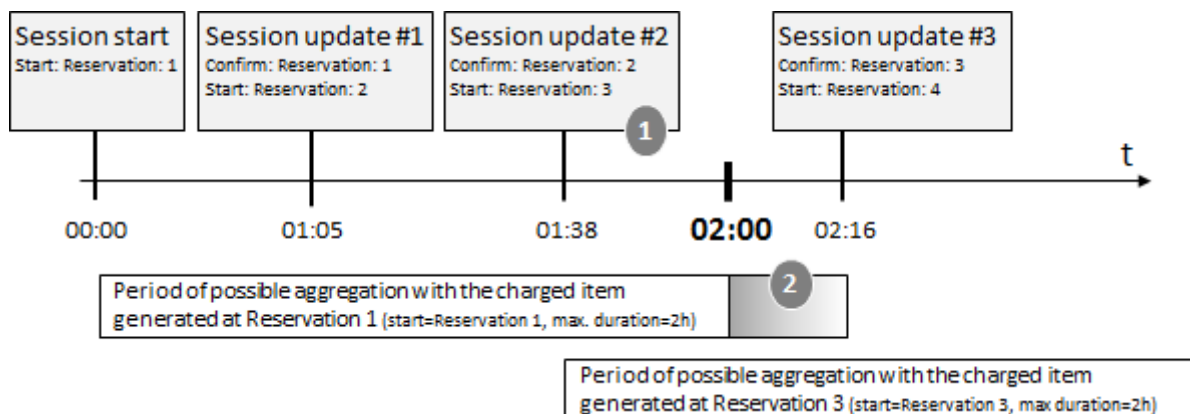 Session start
Start: Reservation: 1
Session update #1
Confirm: Reservation: 1
Start: Reservation: 2
Session update #2
Confirm: Reservation: 2
Start: Reservation: 3
1
Session update #3
Confirm: Reservation: 3
Start: Reservation: 4
t
00:00
01:05
01:38
02:00
02:16
Period of possible aggregation with the charged item
generated at Reservation 1 (start=Reservation 1, max. duration=2h)
2
Period of possible aggregation with the charged item
generated at Reservation 3 (start=Reservation 3, max duration=2h)